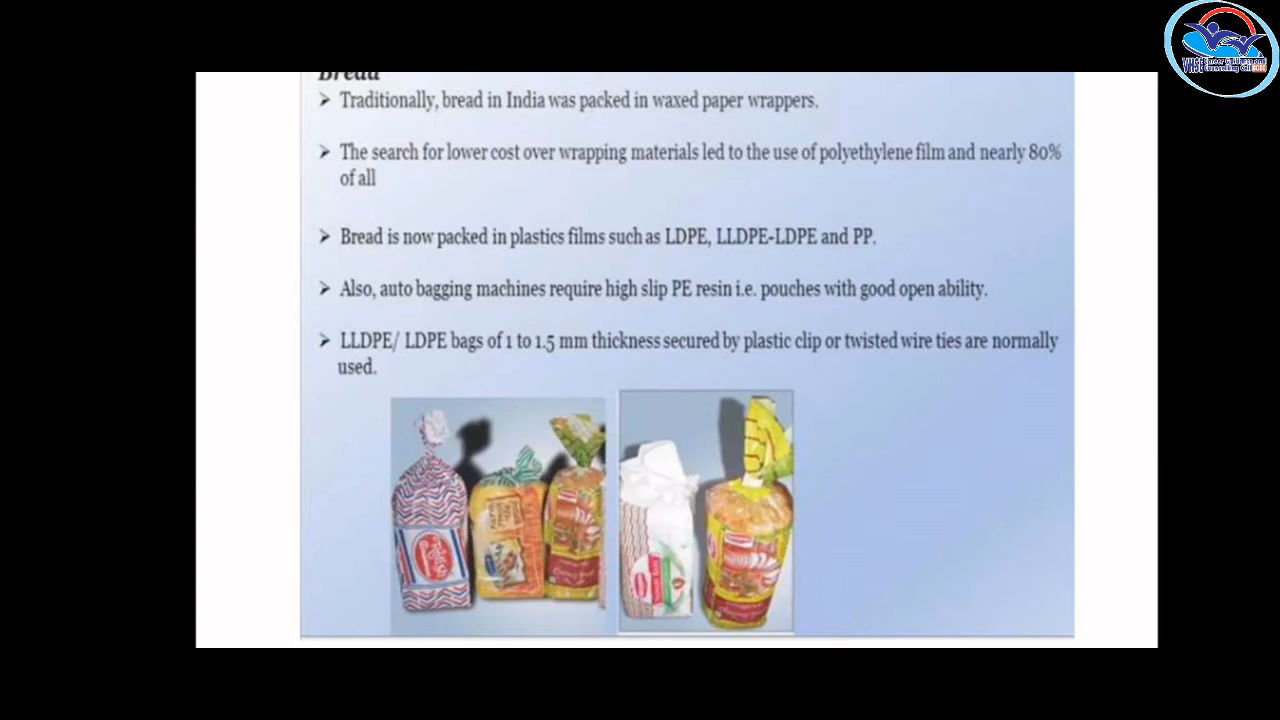 Bread
➢ Traditionally, bread in India was packed in waxed paper wrappers.
➢ The search for lower cost over wrapping materials led to the use of polyethylene film and nearly 80%
of all
➢ Bread is now packed in plastics films such as LDPE, LLDPE-LDPE and PP.
➢ Also, auto bagging machines require high slip PE resin i.e. pouches with good open ability.
➢ LLDPE/ LDPE bags of 1 to 1.5 mm thickness secured by plastic clip or twisted wire ties are normally
used.